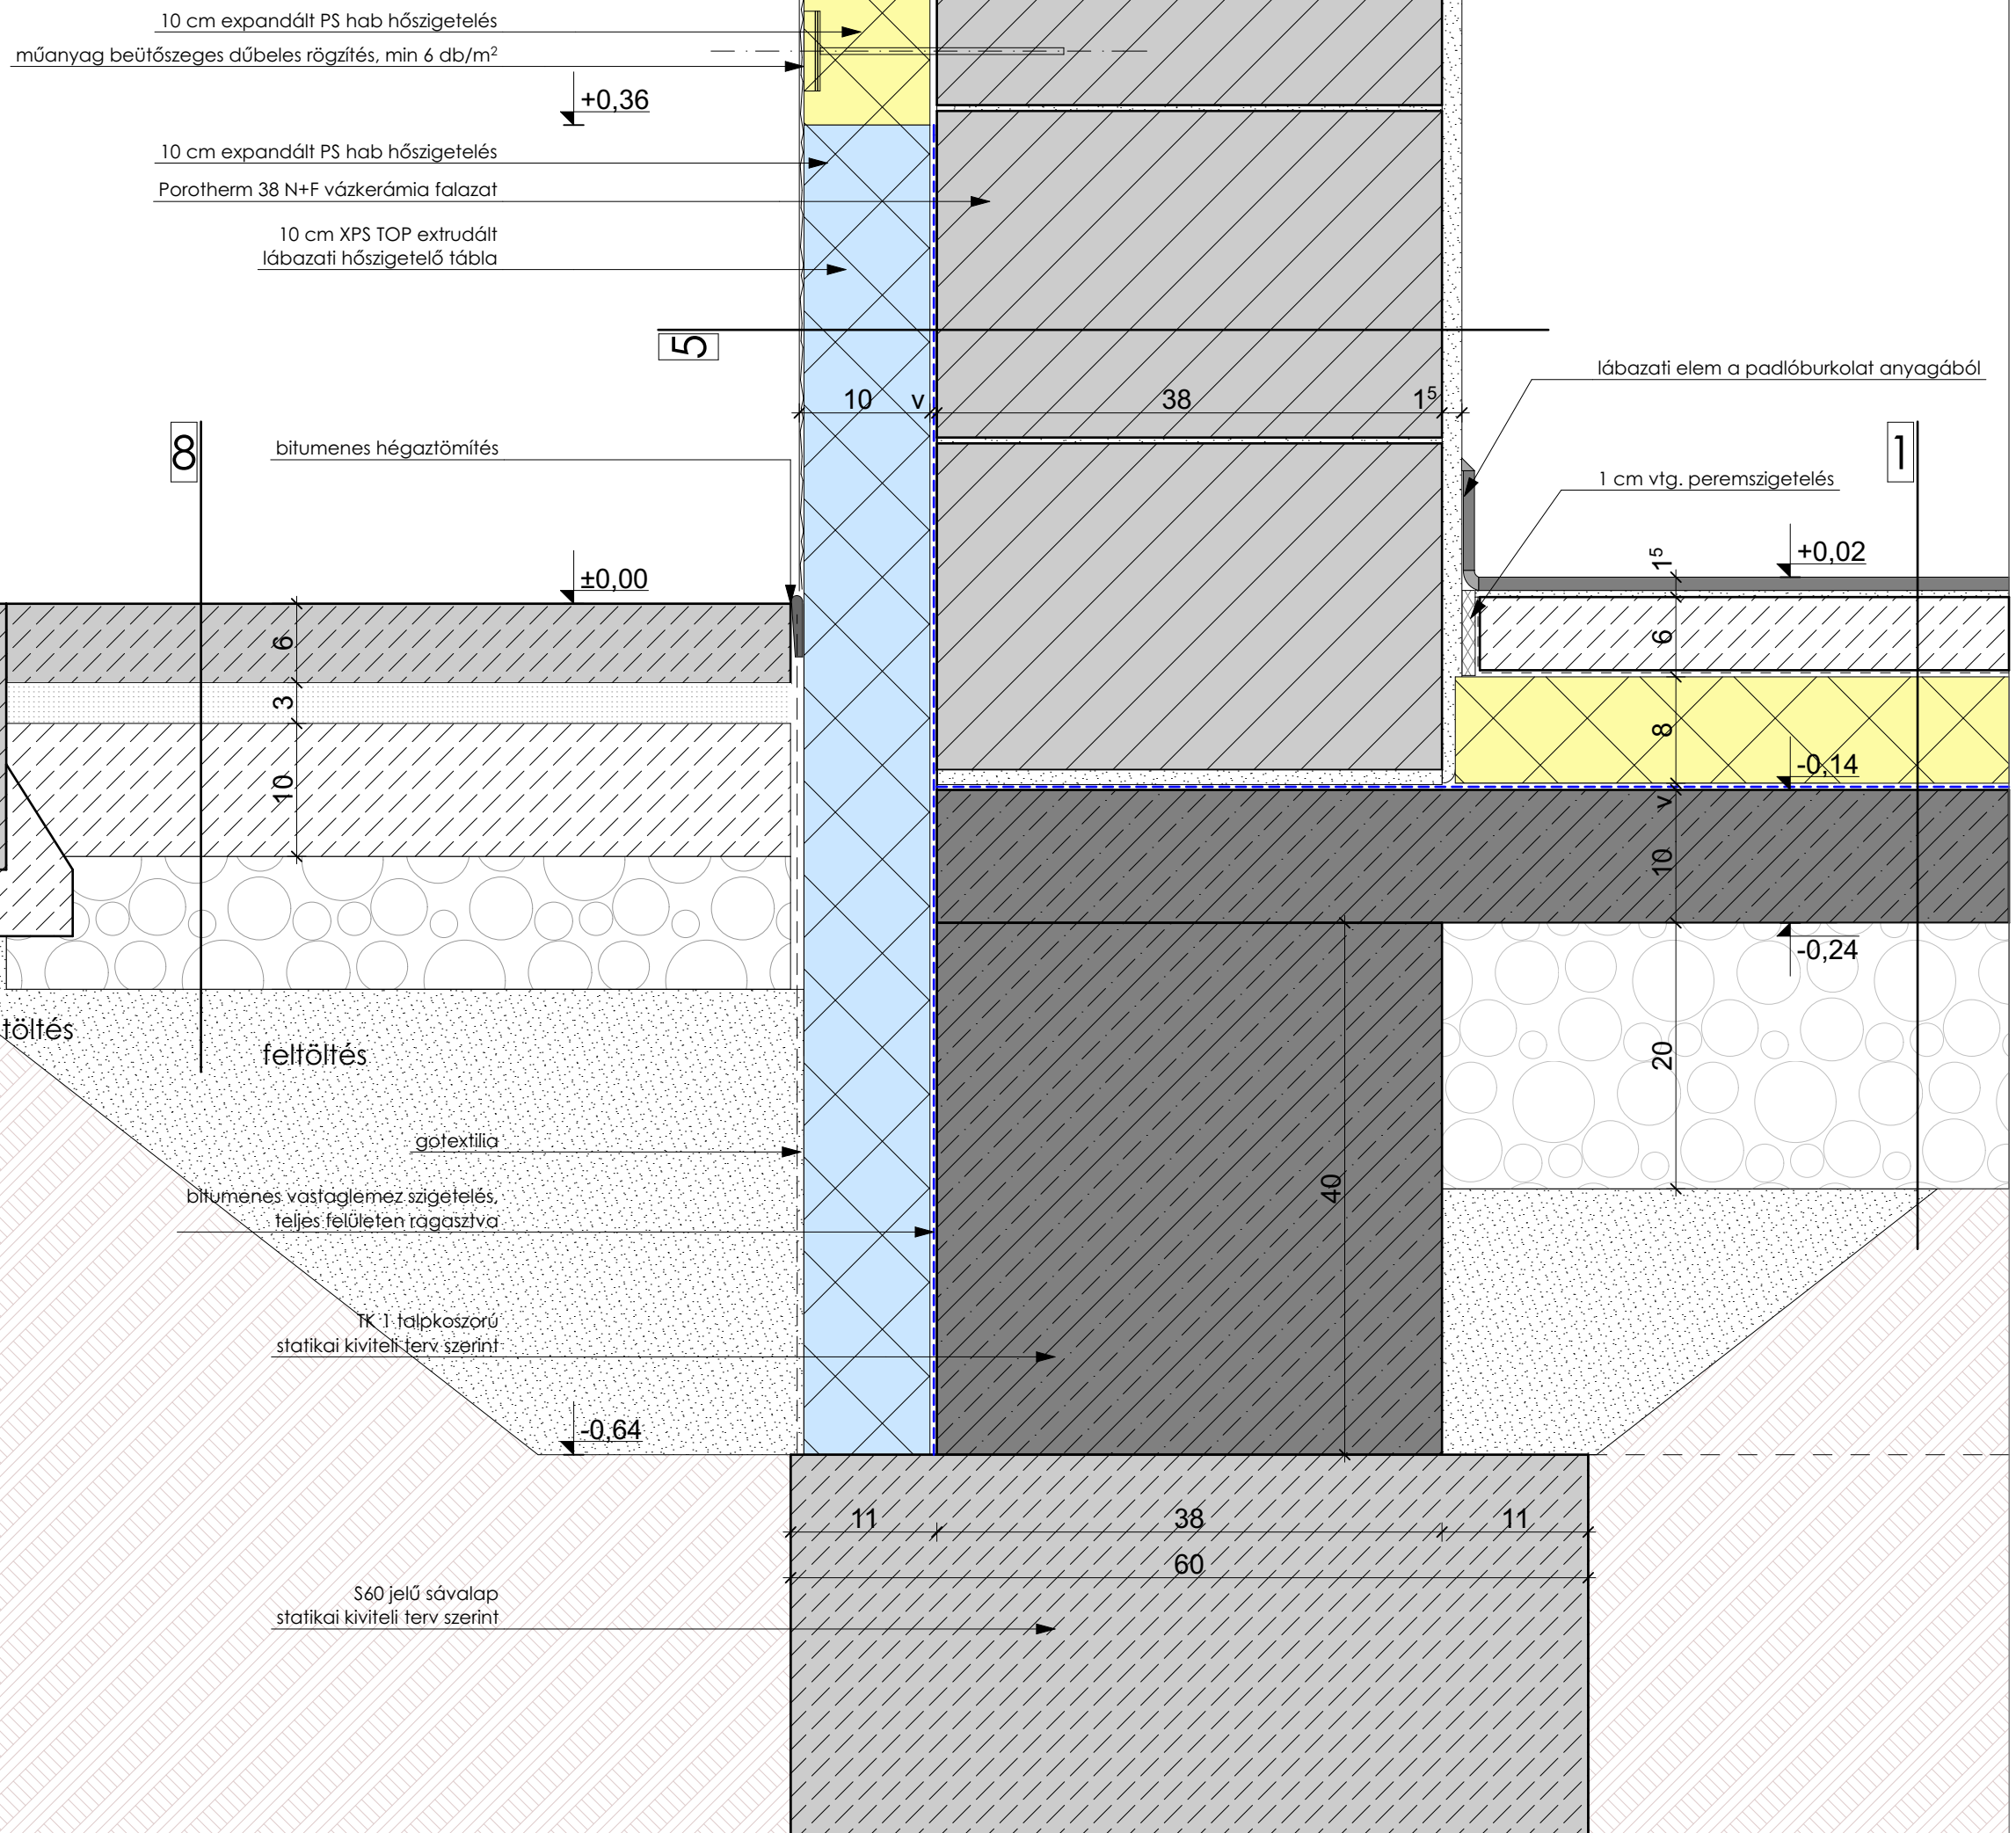 10 cm expandált PS hab hőszigetelés
műanyag beütőszeges dűbeles rögzítés, min 6 db/m²
+0,36
10 cm expandált PS hab hőszigetelés
Porotherm 38 N+F vázkerámia falazat
10 cm XPS TOP extrudált
lábazati hőszigetelő tábla
5
lábazati elem a padlóburkolat anyagából
10 v 38 1⁵
8
bitumenes hégaztömítés
1
1 cm vtg. peremszigetelés
±0,00
1⁵
+0,02
6
6
3
8
-0,14
10
v
10
-0,24
töltés
feltöltés
20
gotextilia
40
bitumenes vastaglemez szigetelés,
teljes felületen ragasztva
TK 1 talpkoszorú
statikai kiviteli terv szerint
-0,64
11 38 11
60
S60 jelű sávalap
statikai kiviteli terv szerint